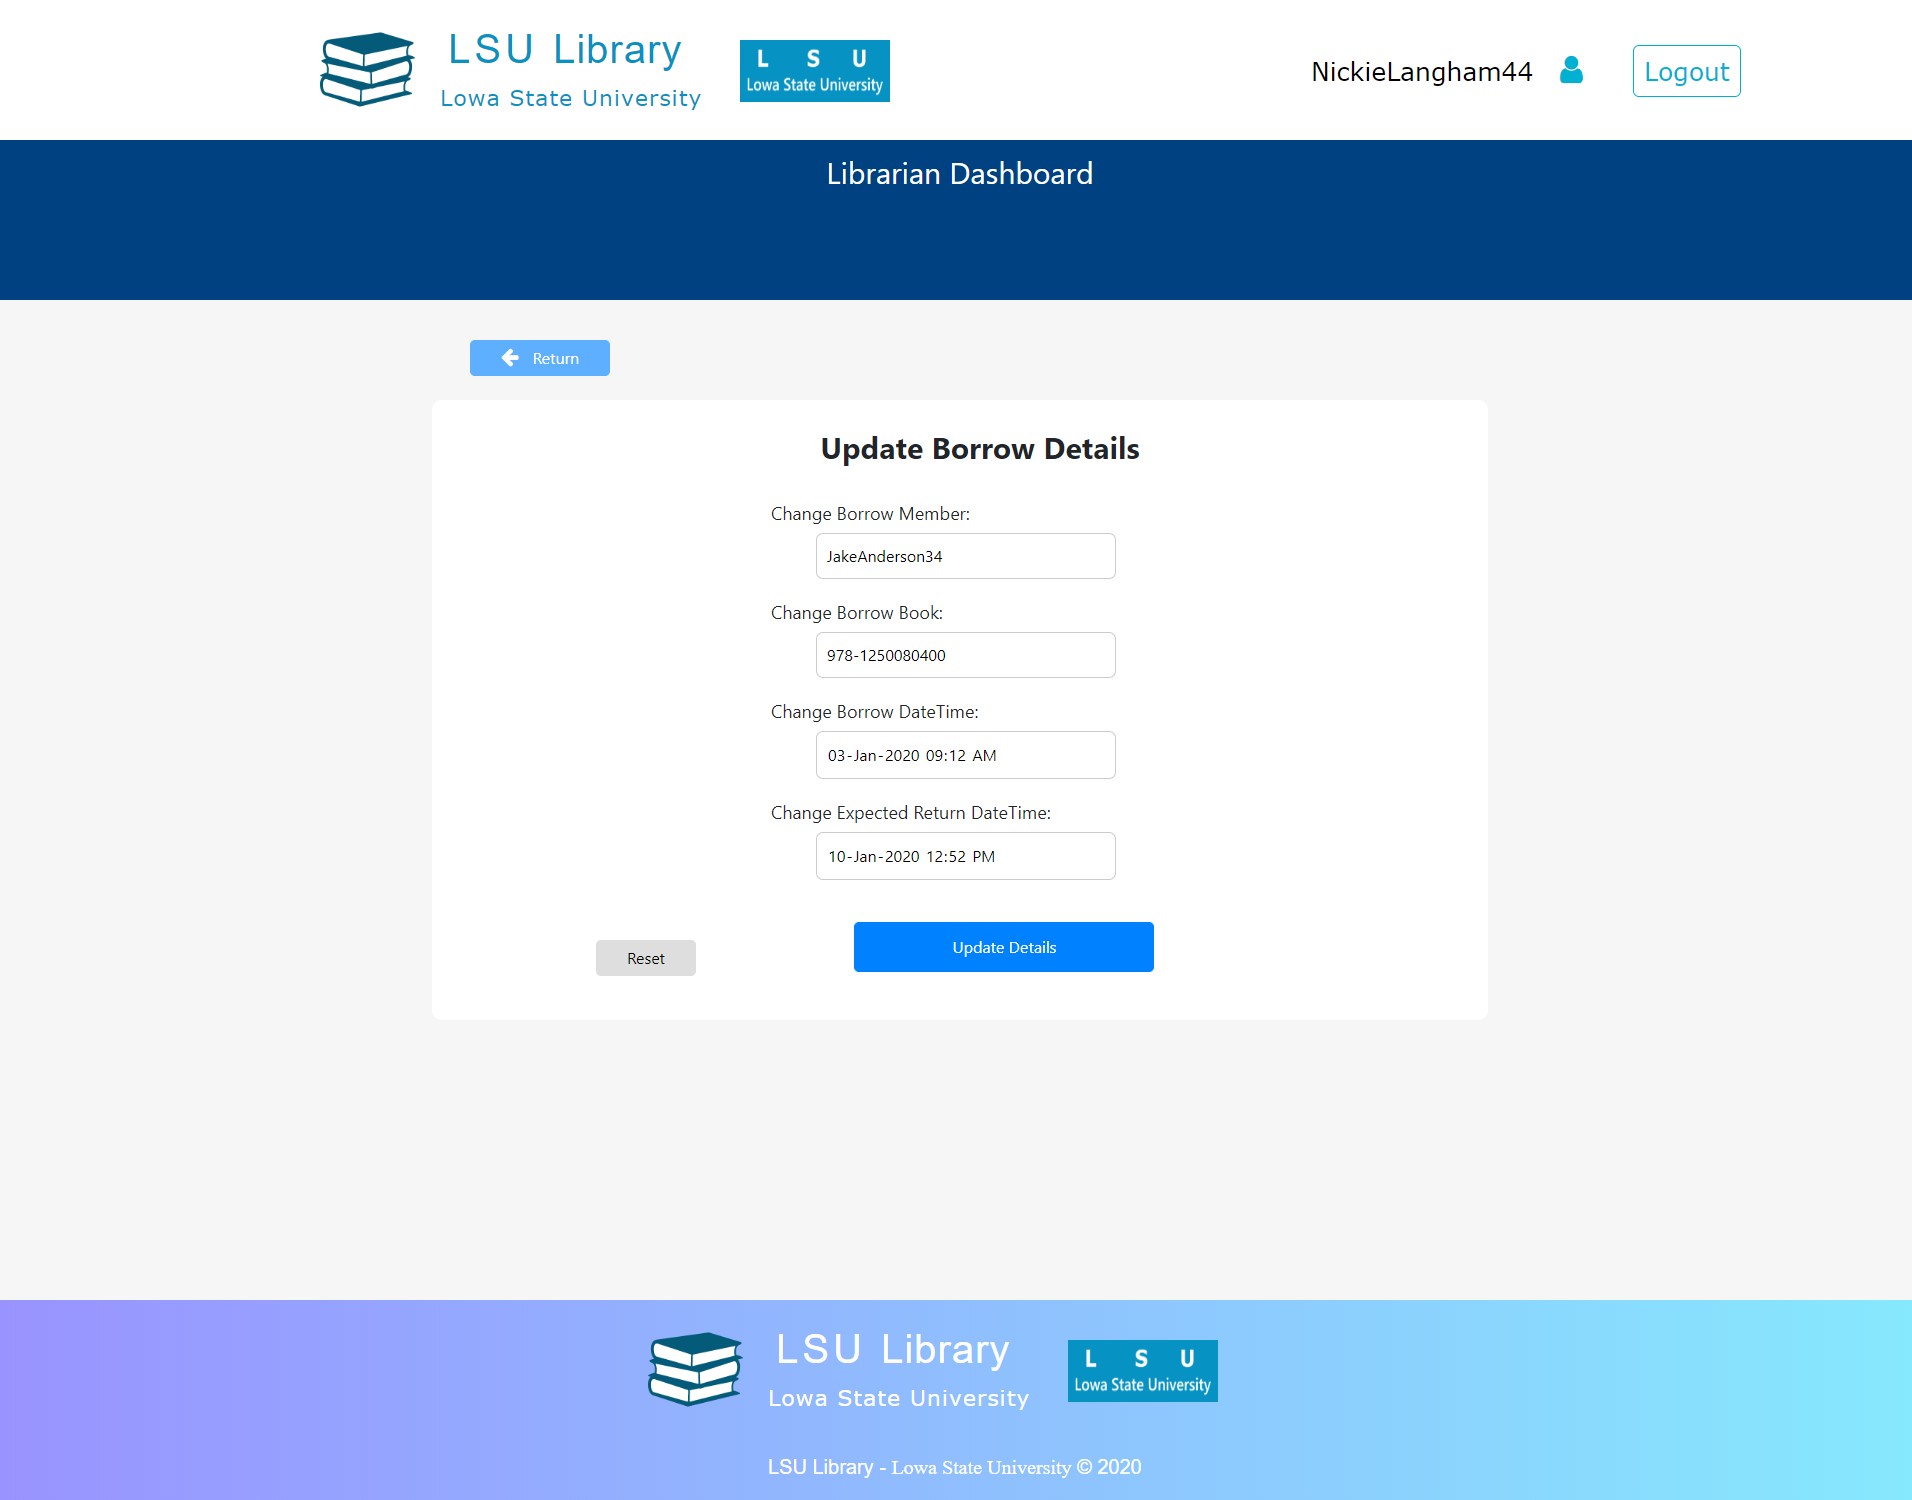 LSU Library
Lowa State University
L S U
Lowa State University
NickieLangham44
Logout
Librarian Dashboard
Return
Update Borrow Details
Change Borrow Member:
JakeAnderson34
Change Borrow Book:
978-1250080400
Change Borrow DateTime:
03-Jan-2020 09:12 AM
Change Expected Return DateTime:
10-Jan-2020 12:52 PM
Reset
Update Details
LSU Library
Lowa State University
L S U
Lowa State University
LSU Library - Lowa State University © 2020